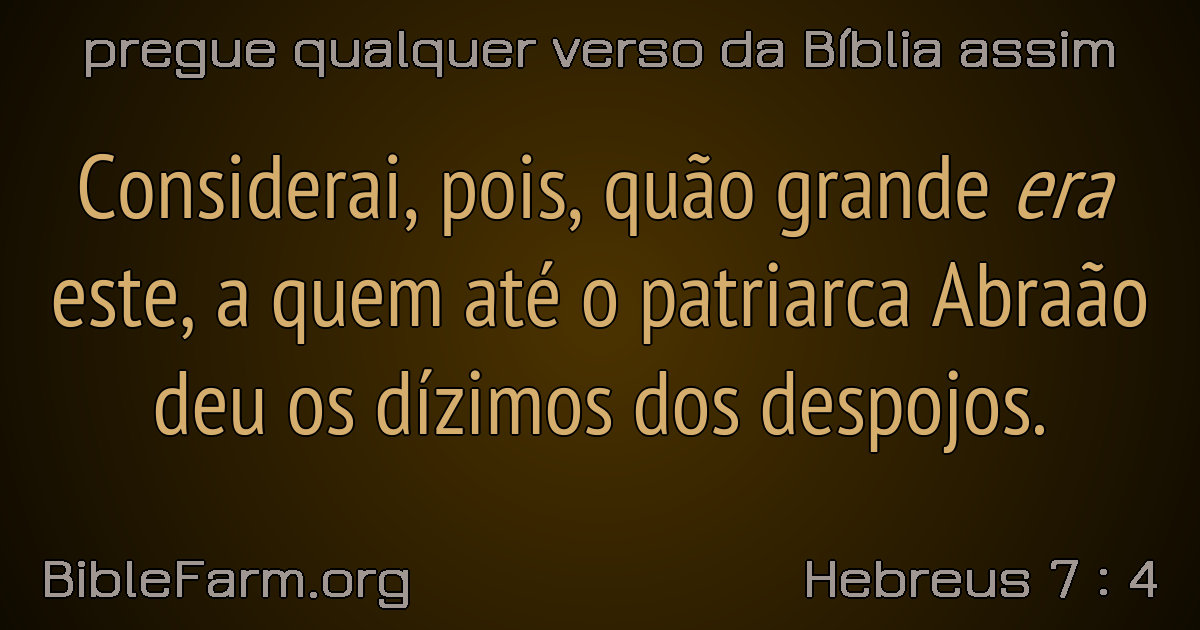 pregue qualquer verso da Bíblia assim
Considerai, pois, quão grande era
este, a quem até o patriarca Abraão
deu os dízimos dos despojos.
BibleFarm.org
Hebreus 7 : 4